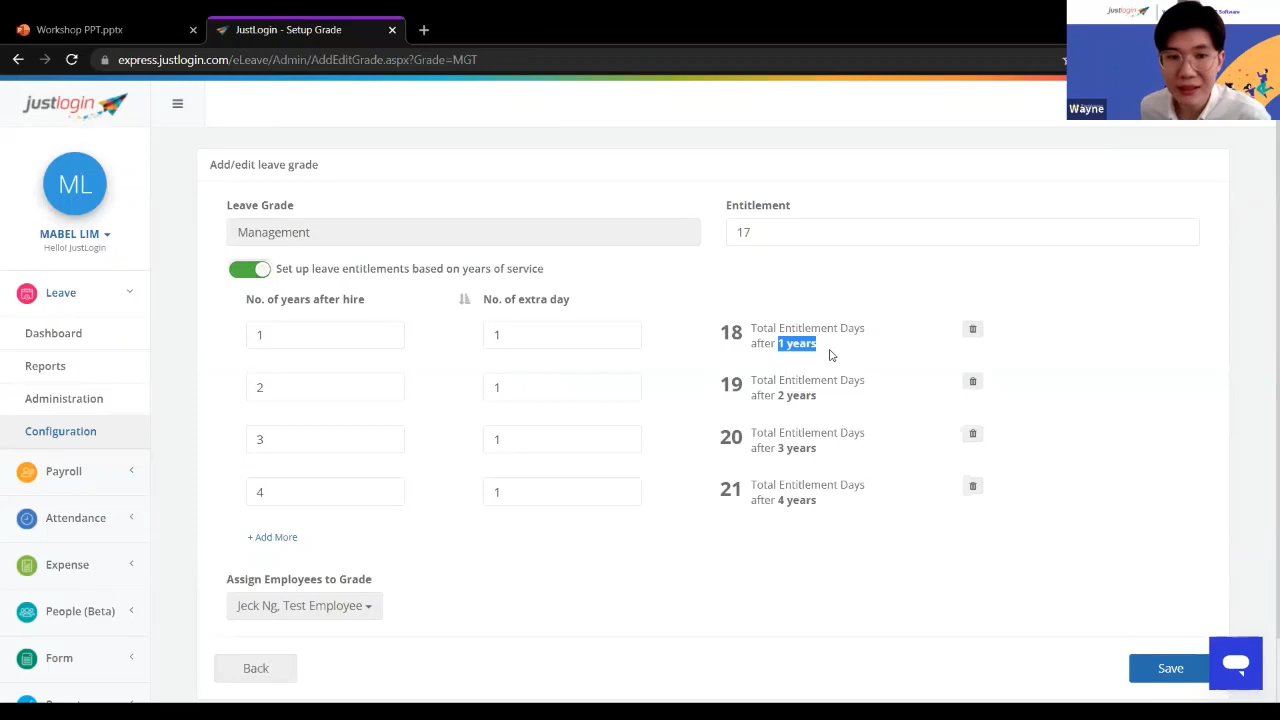 Workshop PPT.pptx
JustLogin - Setup Grade
express.justlogin.com/eLeave/Admin/AddEditGrade.aspx?Grade=MGT
justlogin
Software
Wayne
justlogin
ML
MABEL LIM
Hello! JustLogin
Leave
Dashboard
Reports
Administration
Configuration
Payroll
Attendance
Expense
People (Beta)
Form
Add/edit leave grade
Leave Grade
Entitlement
Management
17
Set up leave entitlements based on years of service
No. of years after hire
No. of extra day
1
1
18
Total Entitlement Days
after 1 years
2
1
19
Total Entitlement Days
after 2 years
3
1
20
Total Entitlement Days
after 3 years
4
1
21
Total Entitlement Days
after 4 years
+ Add More
Assign Employees to Grade
Jeck Ng, Test Employee
Back
Save